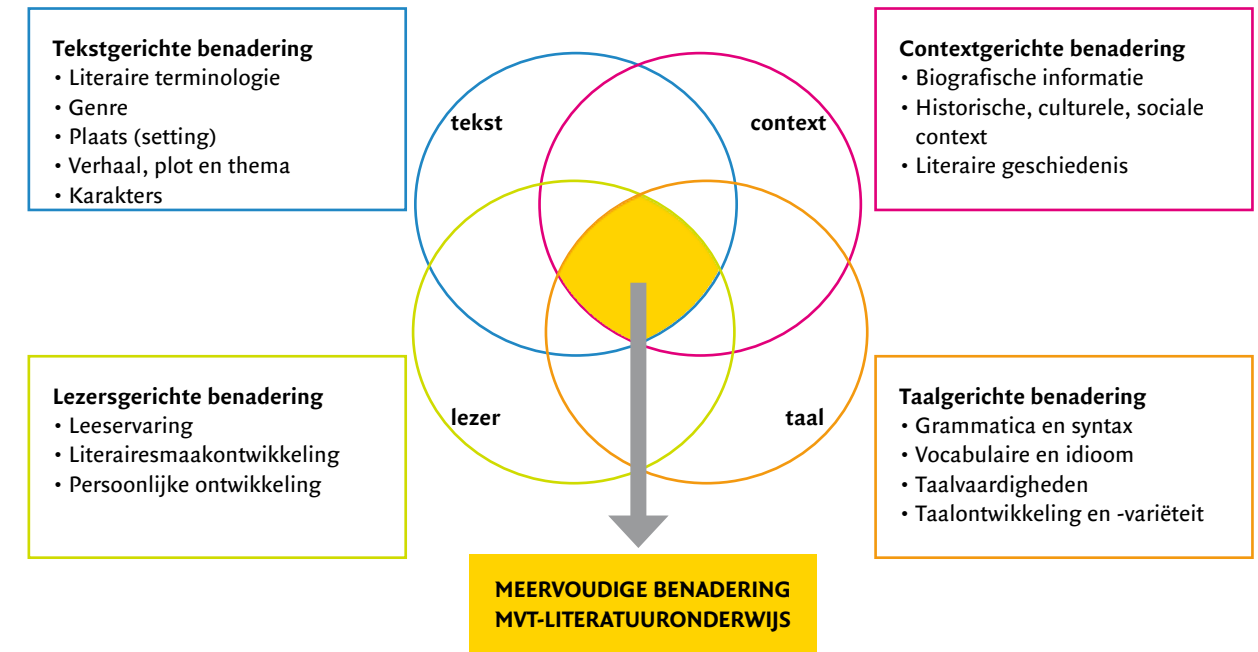 Tekstgerichte benadering
• Literaire terminologie
• Genre
• Plaats (setting)
• Verhaal, plot en thema
• Karakters
tekst
context
Contextgerichte benadering
• Biografische informatie
• Historische, culturele, sociale
context
• Literaire geschiedenis
Lezersgerichte benadering
• Leeservaring
• Literairesmaakontwikkeling
• Persoonlijke ontwikkeling
lezer
taal
Taalgerichte benadering
• Grammatica en syntax
• Vocabulaire en idioom
• Taalvaardigheden
• Taalontwikkeling en -variëteit
MEERVOUDIGE BENADERING
MVT-LITERATUURONDERWIJS